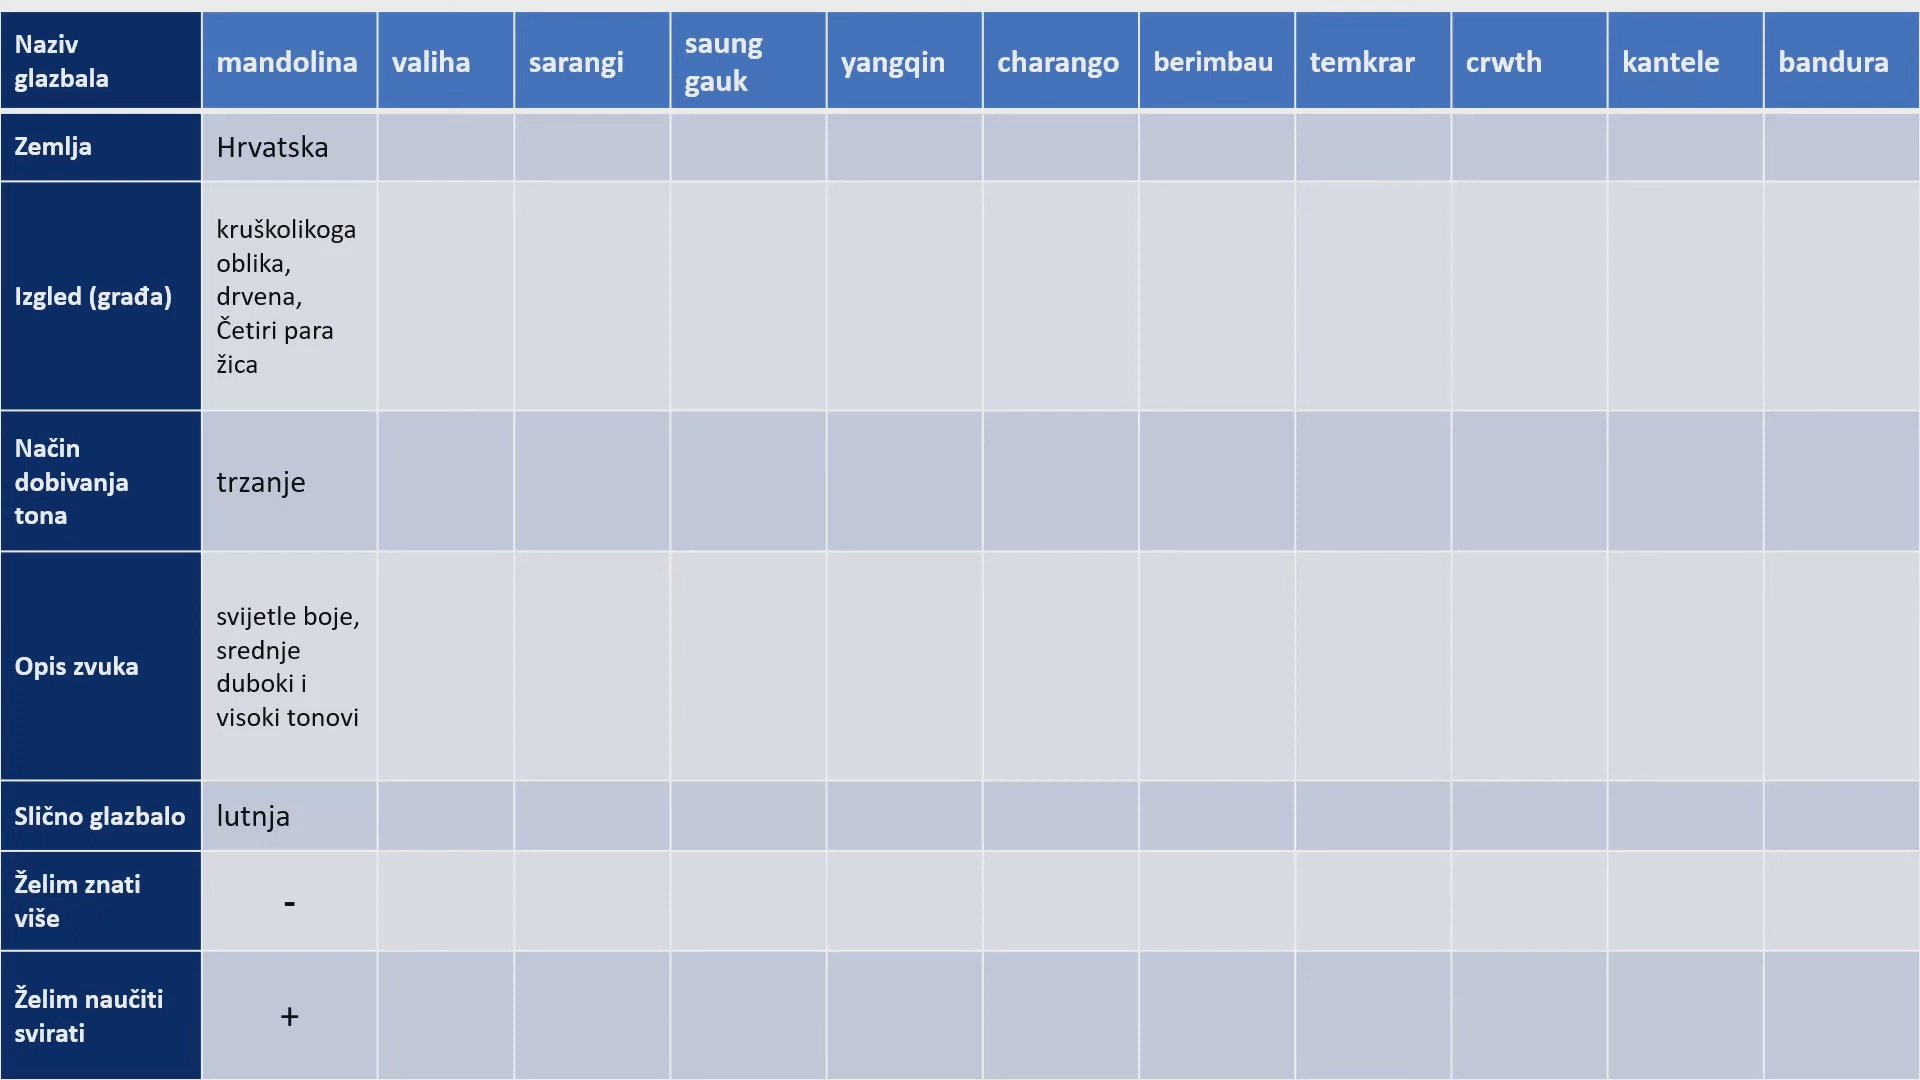 Naziv
glazbala
mandolina
valiha
sarangi
saung
gauk
yangqin
charango
berimbau
temkrar
crwth
kantele
bandura
Zemlja
Hrvatska
Izgled (građa)
kruškolikoga
oblika,
drvena,
Četiri para
žica
Način
dobivanja
tona
trzanje
Opis zvuka
svijetle boje,
srednje
duboki i
visoki tonovi
Slično glazbalo
lutnja
Želim znati
više
-
Želim naučiti
svirati
+